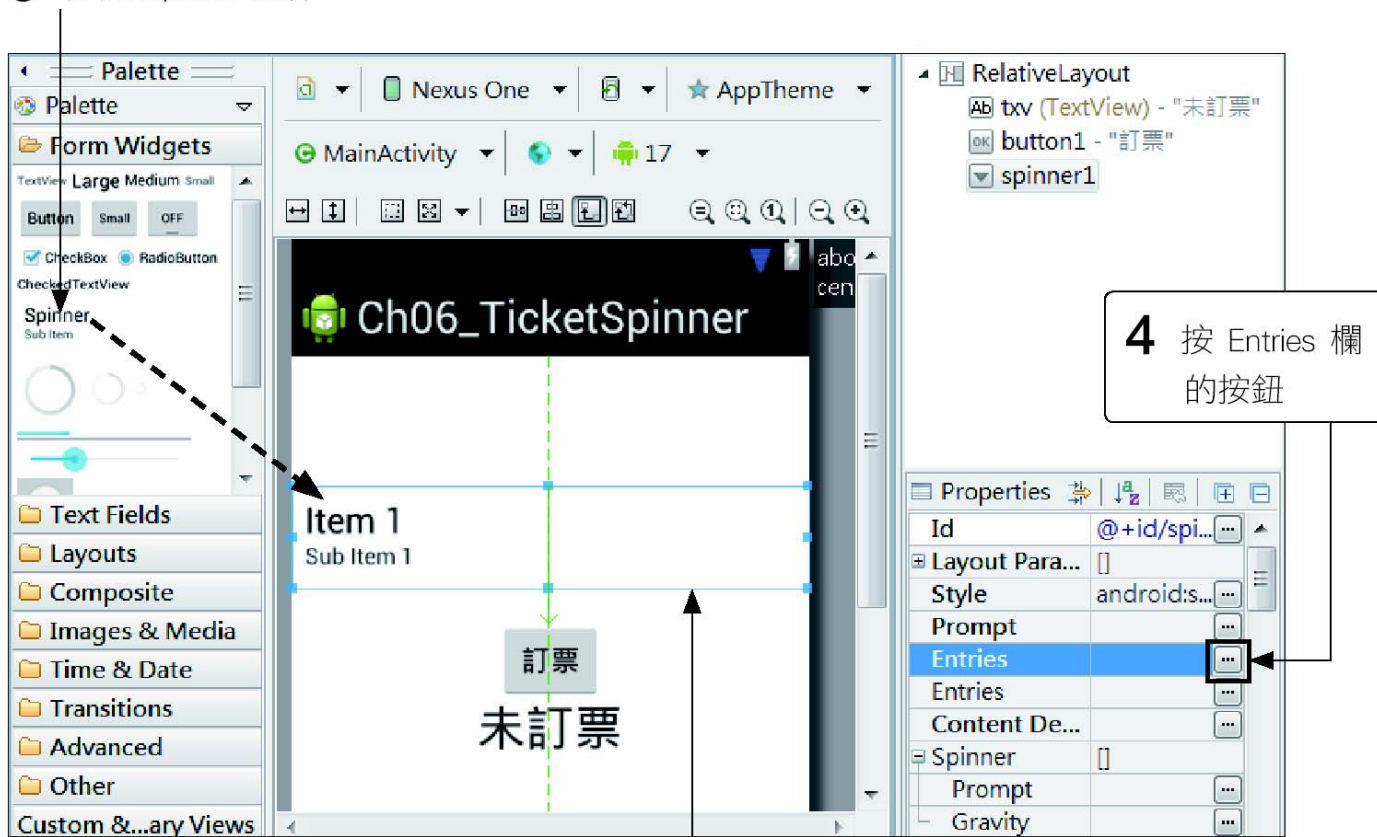 Palette
Palette
Form Widgets
TextView Large Medium Small
Button Small OFF
CheckBox RadioButton
CheckedTextView
Spinner
Sub Item
Text Fields
Layouts
Composite
Images & Media
Time & Date
Transitions
Advanced
Other
Custom &...ary Views
Nexus One AppTheme
MainActivity 17
abo
cen
Ch06_TicketSpinner
Item 1
Sub Item 1
訂票
未訂票
RelativeLayout
Ab txv (TextView) - "未訂票"
OK button1 - "訂票"
spinner1
4 按 Entries 欄
的按鈕
Properties
Id @+id/spi...
Layout Para... []
Style android:s...
Prompt
Entries
Entries
Content De...
Spinner []
Prompt
Gravity